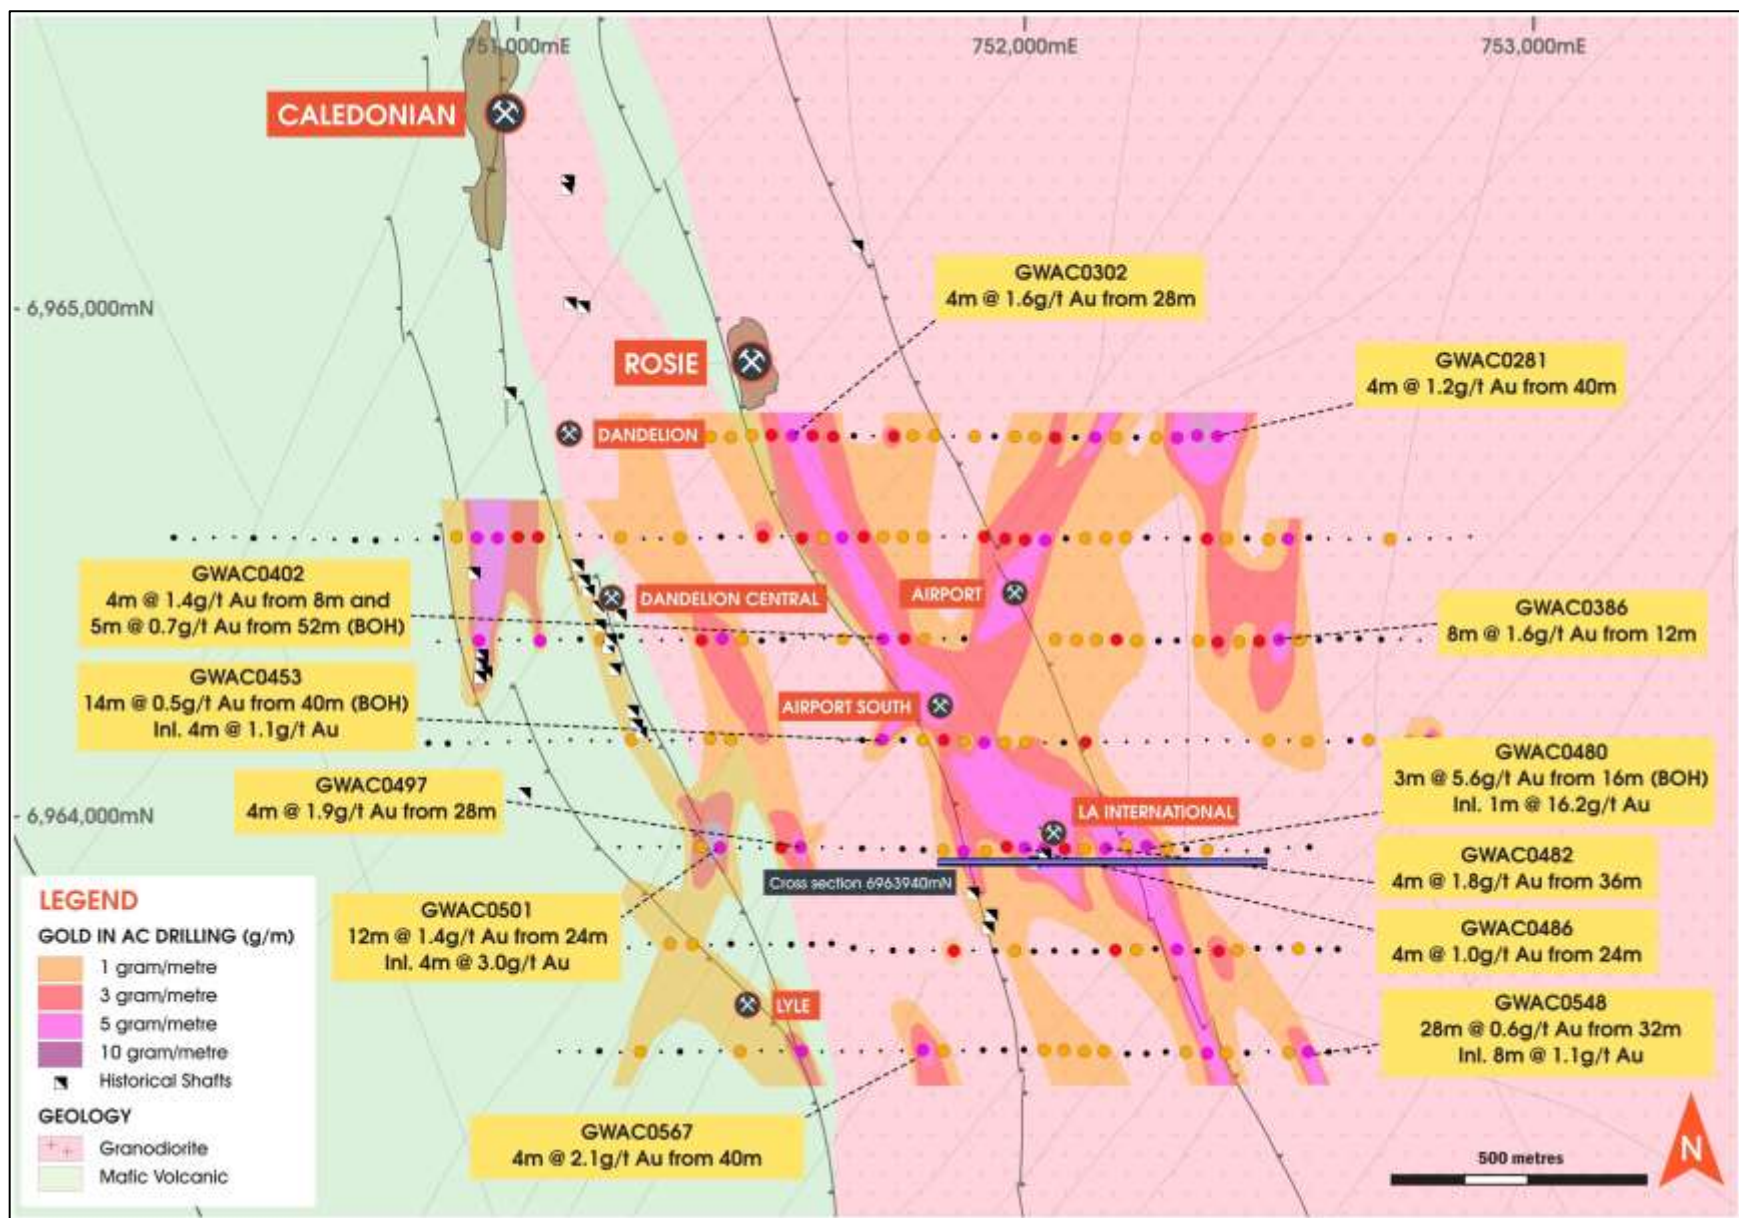 751,000mE
752,000mE
753,000mE
CALEDONIAN
GWAC0302
4m @ 1.6g/t Au from 28m
6,965,000mN
ROSIE
GWAC0281
4m @ 1.2g/t Au from 40m
DANDELION
GWAC0402
4m @ 1.4g/t Au from 8m and
5m @ 0.7g/t Au from 52m (BOH)
DANDELION CENTRAL
AIRPORT
GWAC0386
8m @ 1.6g/t Au from 12m
GWAC0453
14m @ 0.5g/t Au from 40m (BOH)
Inl. 4m @ 1.1g/t Au
AIRPORT SOUTH
GWAC0480
3m @ 5.6g/t Au from 16m (BOH)
Inl. 1m @ 16.2g/t Au
GWAC0497
4m @ 1.9g/t Au from 28m
6,964,000mN
LA INTERNATIONAL
GWAC0482
4m @ 1.8g/t Au from 36m
Cross section 6963940mN
GWAC0501
12m @ 1.4g/t Au from 24m
Inl. 4m @ 3.0g/t Au
GWAC0486
4m @ 1.0g/t Au from 24m
LYLE
GWAC0548
28m @ 0.6g/t Au from 32m
Inl. 8m @ 1.1g/t Au
GWAC0567
4m @ 2.1g/t Au from 40m
LEGEND
GOLD IN AC DRILLING (g/m)
1 gram/metre
3 gram/metre
5 gram/metre
10 gram/metre
Historical Shafts
GEOLOGY
Granodiorite
Mafic Volcanic
500 metres
N